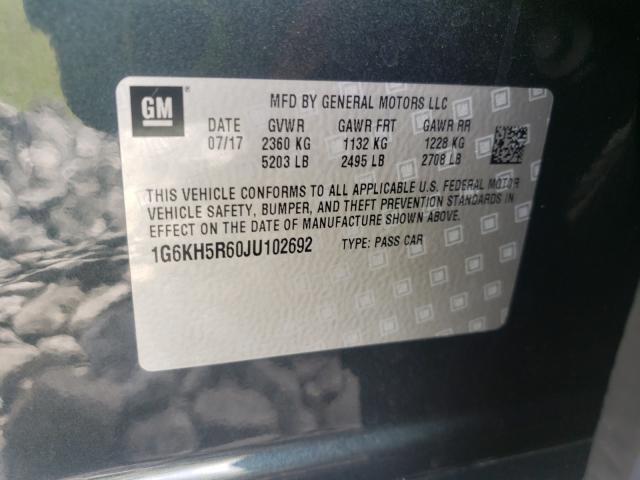 GM
MFD BY GENERAL MOTORS LLC
DATE GVWR GAWR FRT GAWR RR
07/17 2360 KG 1132 KG 1228 KG
5203 LB 2495 LB 2708 LB
THIS VEHICLE CONFORMS TO ALL APPLICABLE U.S. FEDERAL MOTOR
VEHICLE SAFETY, BUMPER, AND THEFT PREVENTION STANDARDS IN
EFFECT ON THE DATE OF MANUFACTURE SHOWN ABOVE.
1G6KH5R60JU102692 TYPE: PASS CAR